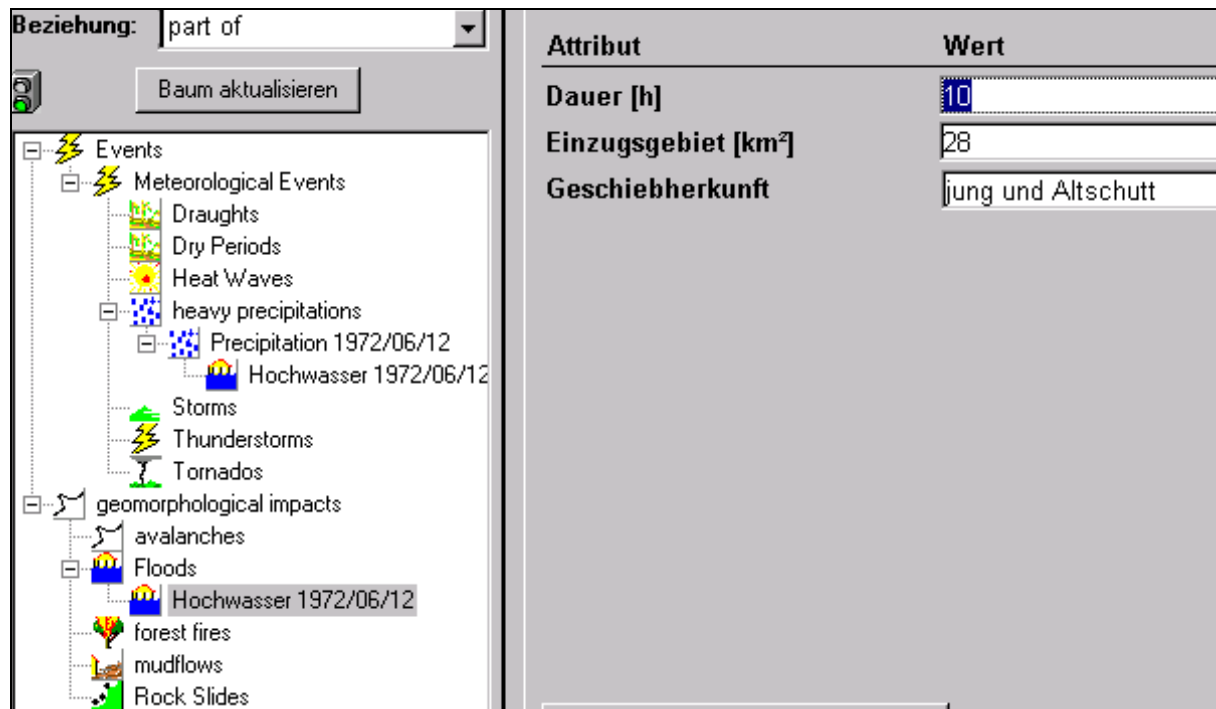 Beziehung: part of
Baum aktualisieren
Events
Meteorological Events
Draughts
Dry Periods
Heat Waves
heavy precipitations
Precipitation 1972/06/12
Hochwasser 1972/06/12
Storms
Thunderstorms
Tornados
geomorphological impacts
avalanches
Floods
Hochwasser 1972/06/12
forest fires
mudflows
Rock Slides
Attribut Wert
Dauer [h] 10
Einzugsgebiet [km²] 28
Geschiebherkunft jung und Altschutt